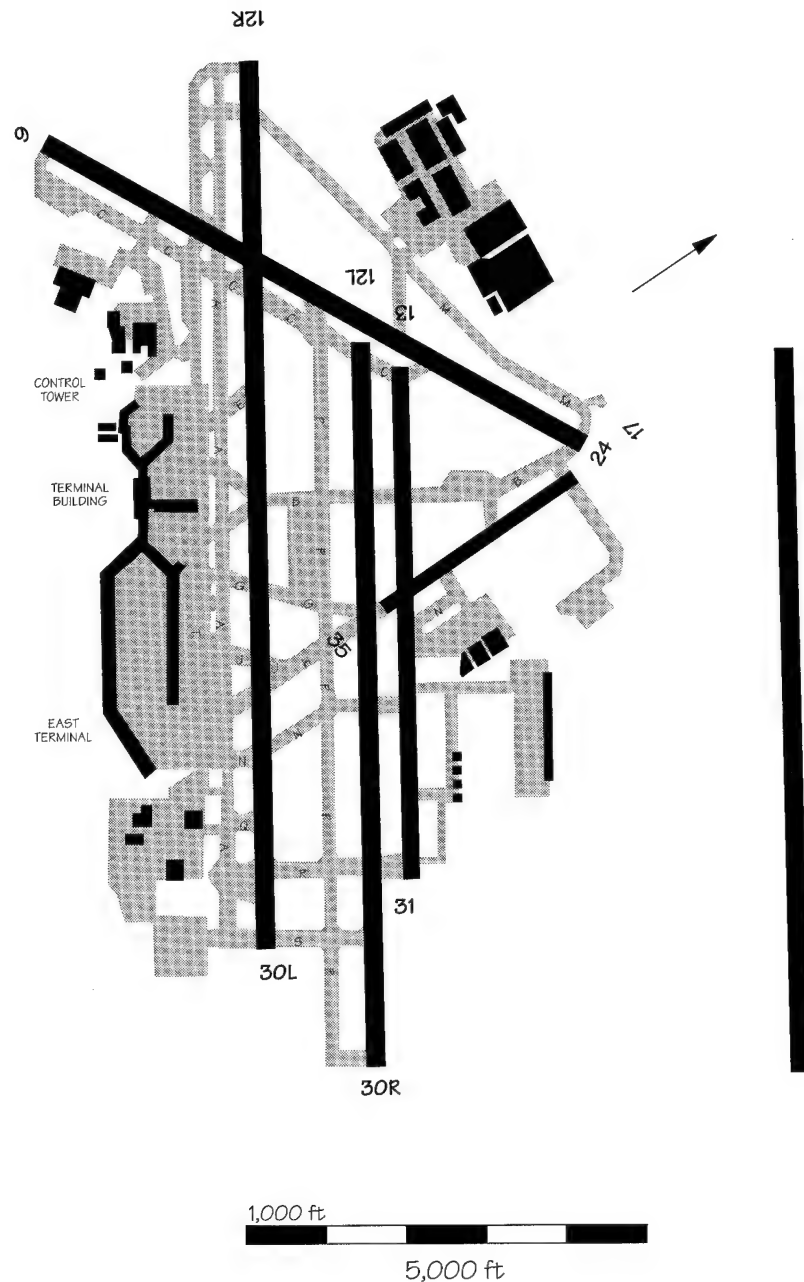 12R
6
12L
13
C
C
A
C
C
C
M
M
CONTROL
TOWER
E
F
A
17
24
B
B
TERMINAL
BUILDING
F
G
G
A
N
35
C
F
EAST
TERMINAL
N
N
F
G
A
P
31
S
30L
30R
1,000 ft
5,000 ft